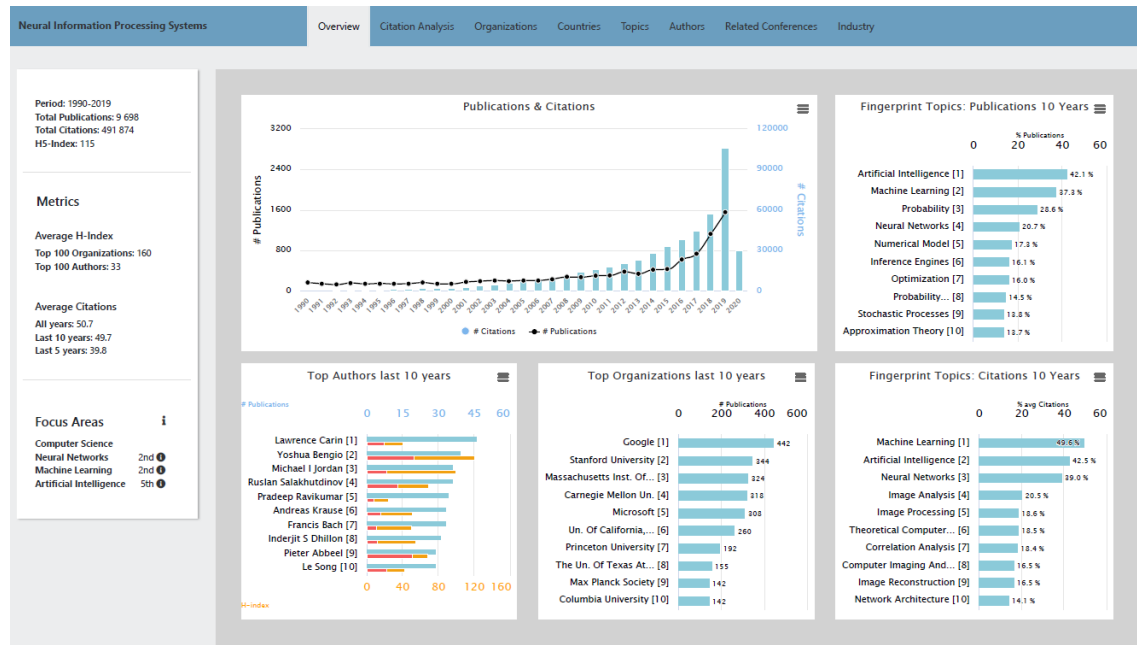 Neural Information Processing Systems
Overview
Citation Analysis
Organizations
Countries
Topics
Authors
Related Conferences
Industry
Period: 1990-2019
Total Publications: 9 698
Total Citations: 491 874
H5-Index: 115
Metrics
Average H-Index
Top 100 Organizations: 160
Top 100 Authors: 33
Average Citations
All years: 50.7
Last 10 years: 49.7
Last 5 years: 39.8
Focus Areas i
Computer Science
Neural Networks 2nd i
Machine Learning 2nd i
Artificial Intelligence 5th i
Publications & Citations
# Publications
3200
2400
1600
800
0
# Citations
120000
90000
60000
30000
0
1990 1991 1992 1993 1994 1995 1996 1997 1998 1999 2000 2001 2002 2003 2004 2005 2006 2007 2008 2009 2010 2011 2012 2013 2014 2015 2016 2017 2018 2019 2020
# Citations # Publications
Fingerprint Topics: Publications 10 Years
% Publications
0 20 40 60
Artificial Intelligence [1] 42.1 %
Machine Learning [2] 37.3 %
Probability [3] 28.6 %
Neural Networks [4] 20.7 %
Numerical Model [5] 17.3 %
Inference Engines [6] 16.1 %
Optimization [7] 16.0 %
Probability... [8] 14.5 %
Stochastic Processes [9] 13.8 %
Approximation Theory [10] 13.7 %
Top Authors last 10 years
# Publications
0 15 30 45 60
Lawrence Carin [1]
Yoshua Bengio [2]
Michael I Jordan [3]
Ruslan Salakhutdinov [4]
Pradeep Ravikumar [5]
Andreas Krause [6]
Francis Bach [7]
Inderjit S Dhillon [8]
Pieter Abbeel [9]
Le Song [10]
0 40 80 120 160
H-index
Top Organizations last 10 years
# Publications
0 200 400 600
Google [1] 442
Stanford University [2] 344
Massachusetts Inst. Of... [3] 324
Carnegie Mellon Un. [4] 318
Microsoft [5] 308
Un. Of California,... [6] 260
Princeton University [7] 192
The Un. Of Texas At... [8] 155
Max Planck Society [9] 142
Columbia University [10] 142
Fingerprint Topics: Citations 10 Years
% avg Citations
0 20 40 60
Machine Learning [1] 49.6 %
Artificial Intelligence [2] 42.5 %
Neural Networks [3] 39.0 %
Image Analysis [4] 20.5 %
Image Processing [5] 18.6 %
Theoretical Computer... [6] 18.5 %
Correlation Analysis [7] 18.4 %
Computer Imaging And... [8] 16.5 %
Image Reconstruction [9] 16.5 %
Network Architecture [10] 14.1 %